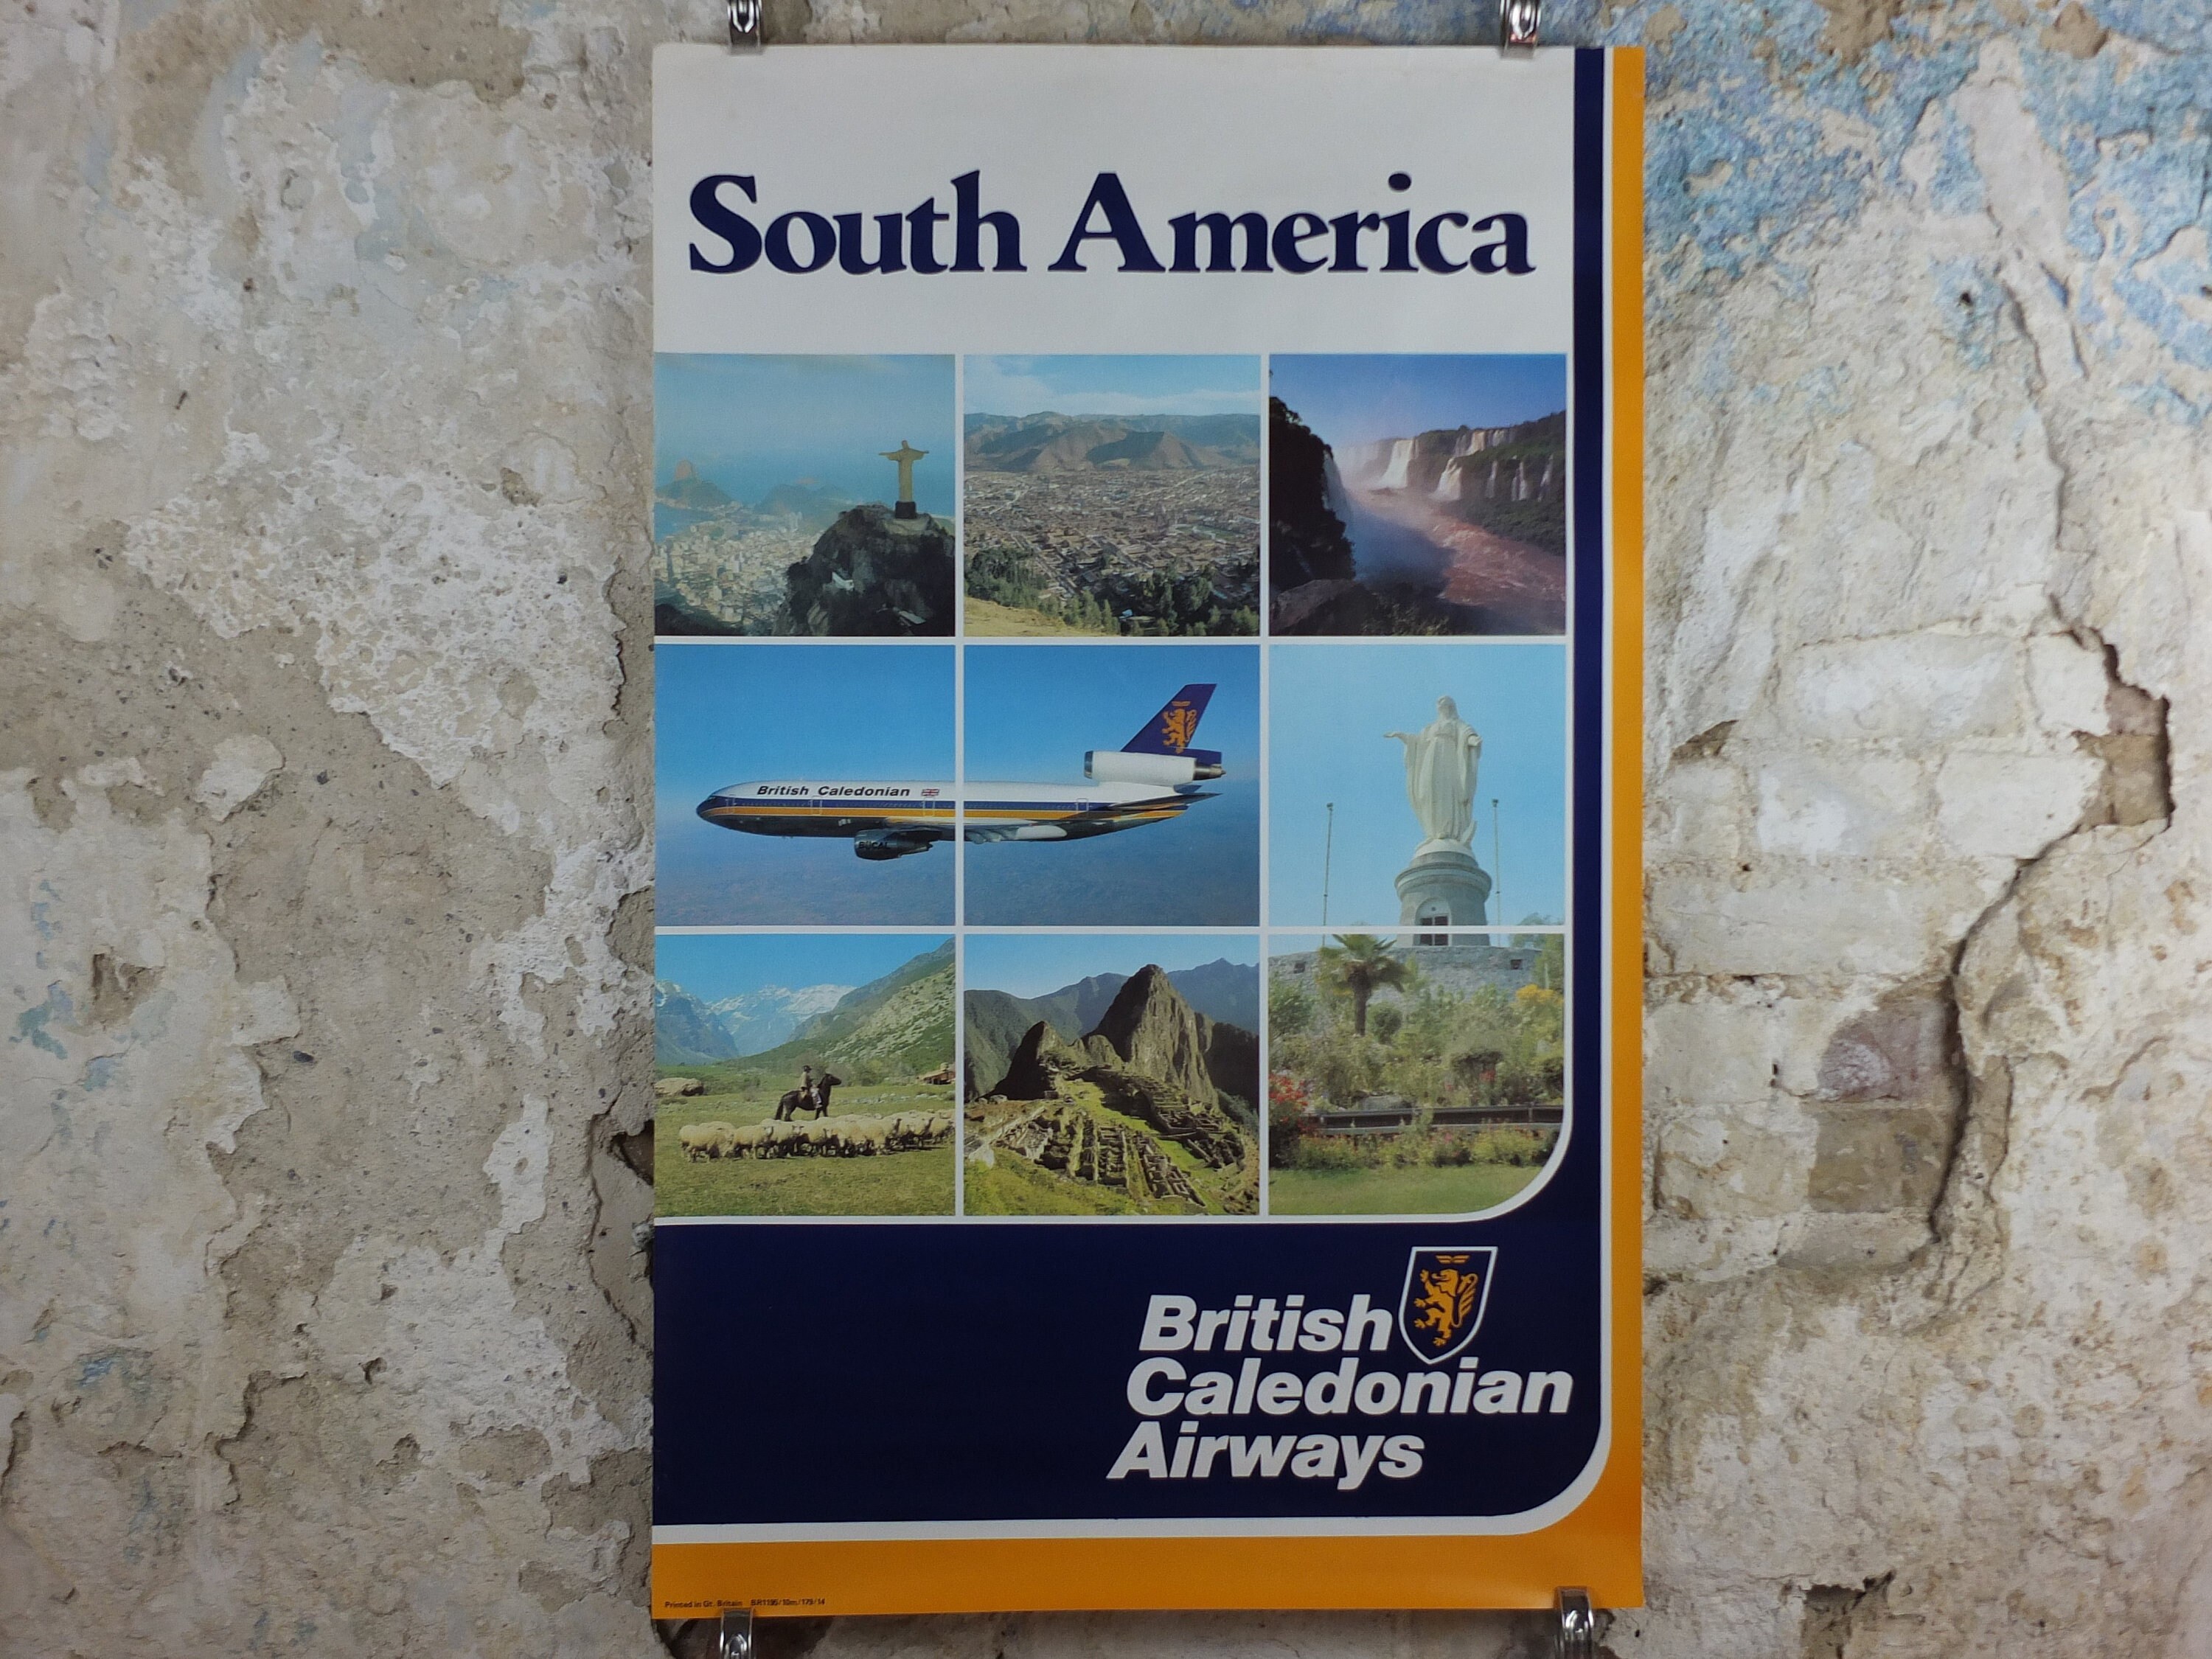 South America
British Caledonian
British
Caledonian
Airways
Printed in Gt. Britain